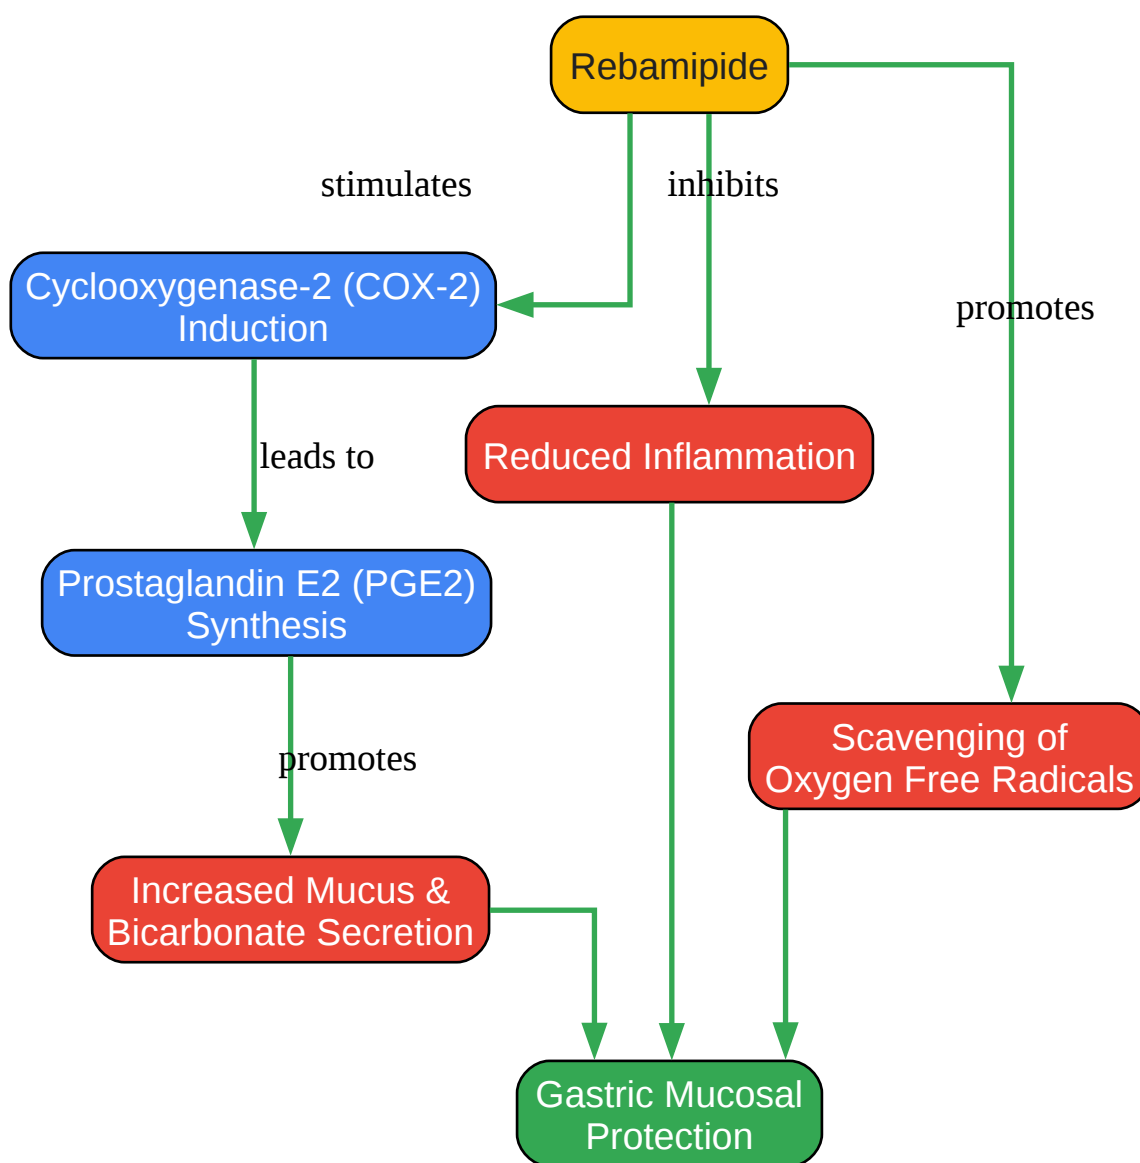 Rebamipide
stimulates
inhibits
Cyclooxygenase-2 (COX-2)
Induction
promotes
leads to
Reduced Inflammation
Prostaglandin E2 (PGE2)
Synthesis
promotes
Scavenging of
Oxygen Free Radicals
Increased Mucus &
Bicarbonate Secretion
Gastric Mucosal
Protection